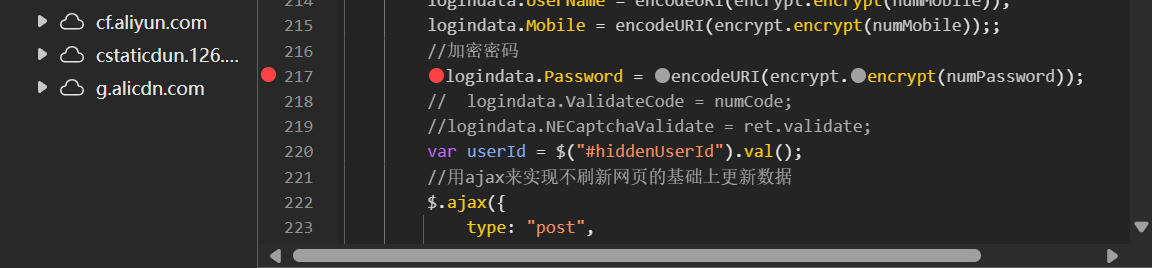 cf.aliyun.com
cstaticdun.126....
g.alicdn.com
214 logindata.UserName = encodeURI(encrypt.encrypt(numMobile));
215 logindata.Mobile = encodeURI(encrypt.encrypt(numMobile));;
216 //加密密码
217 logindata.Password = encodeURI(encrypt.encrypt(numPassword));
218 //  logindata.ValidateCode = numCode;
219 //logindata.NECaptchaValidate = ret.validate;
220 var userId = $("#hiddenUserId").val();
221 //用ajax来实现不刷新网页的基础上更新数据
222 $.ajax({
223 type: "post",